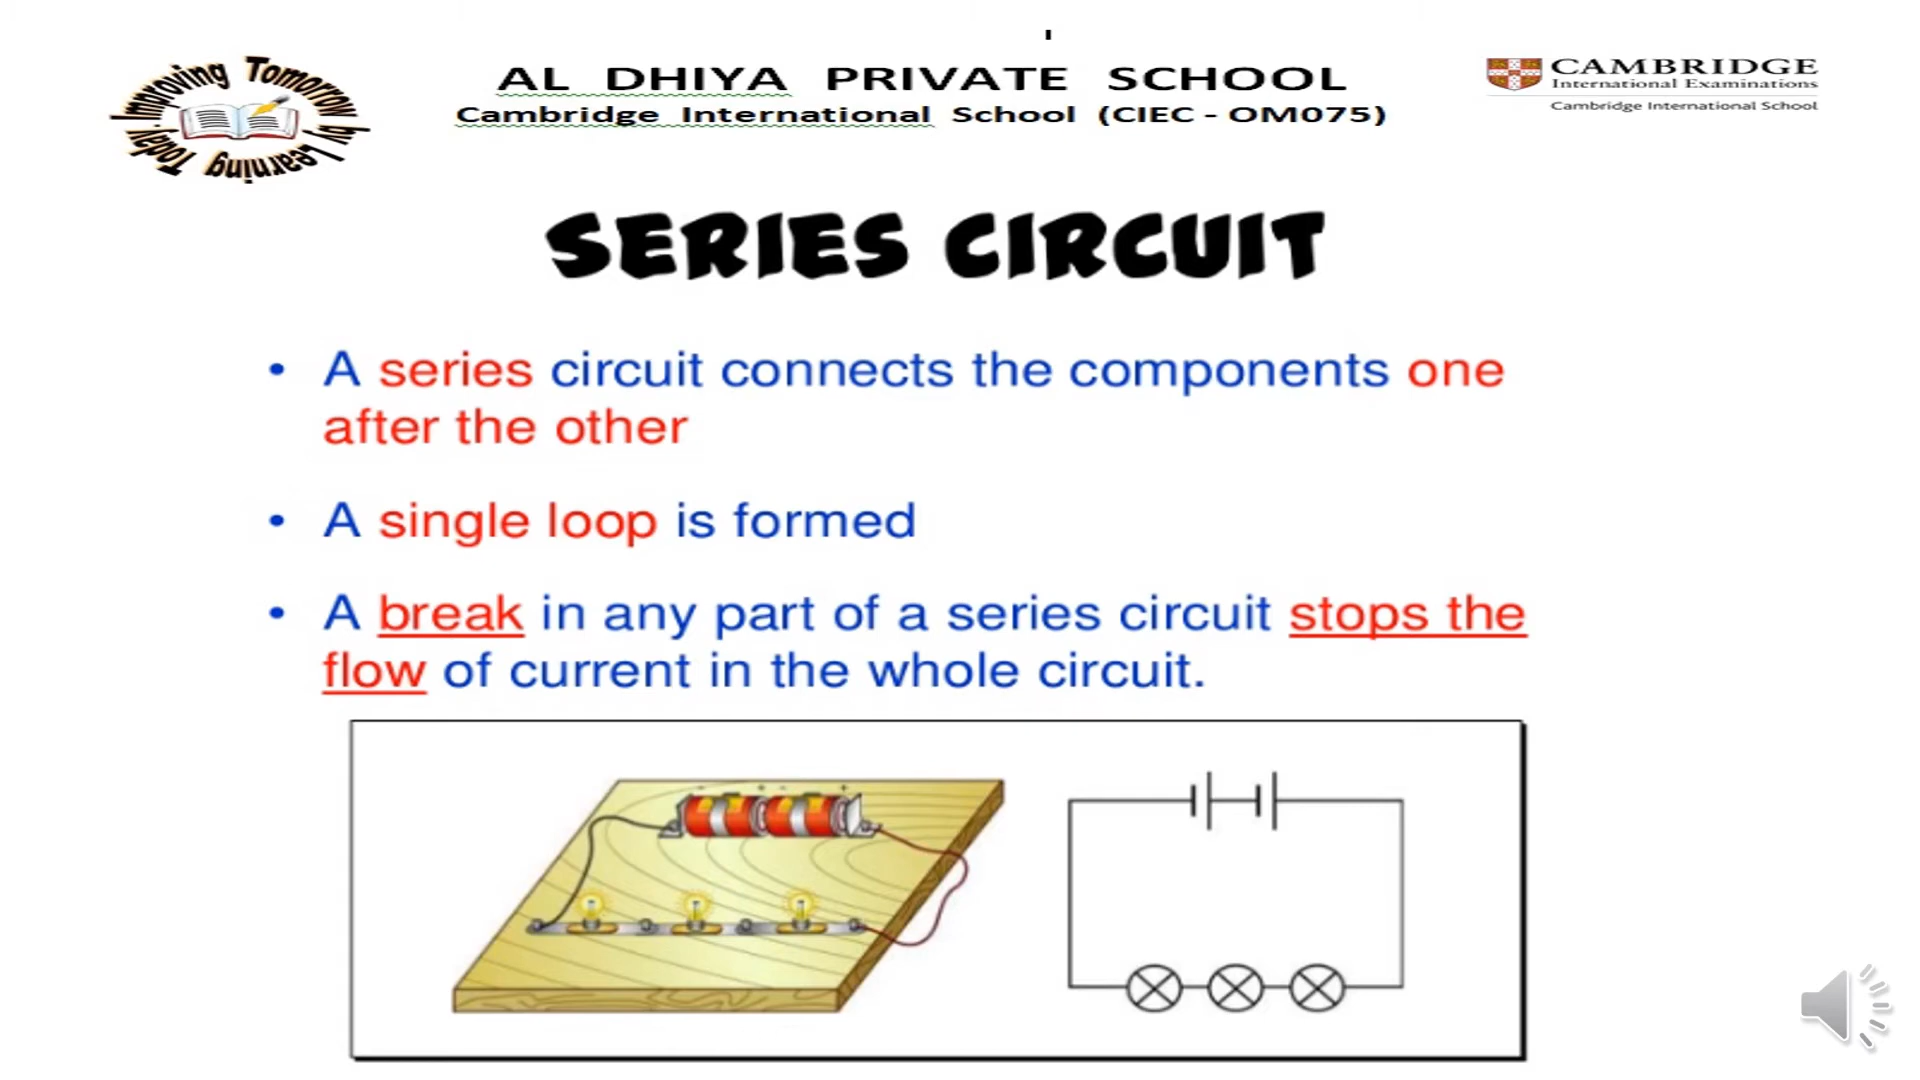 Improving Tomorrow by Learning Today
AL DHIYA PRIVATE SCHOOL
Cambridge International School (CIEC - OM075)
CAMBRIDGE
International Examinations
Cambridge International School
SERIES CIRCUIT
• A series circuit connects the components one
after the other
• A single loop is formed
• A break in any part of a series circuit stops the
flow of current in the whole circuit.